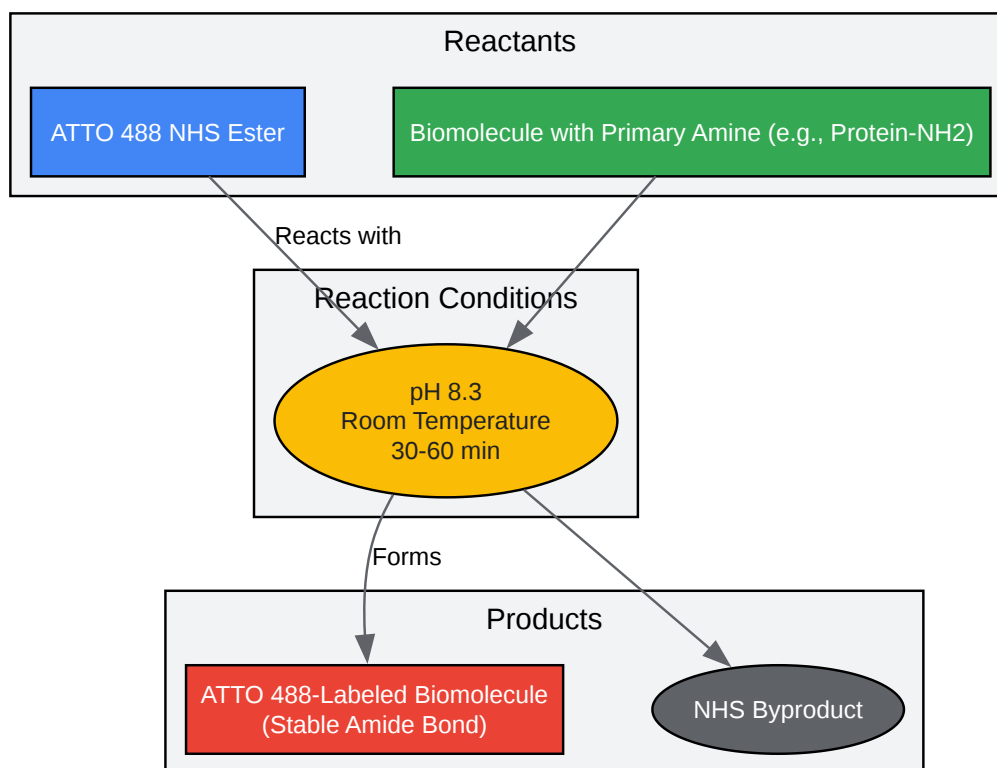 Reactants
ATTO 488 NHS Ester
Biomolecule with Primary Amine (e.g., Protein-NH2)
Reacts with
Reaction Conditions
pH 8.3
Room Temperature
30-60 min
Forms
Products
ATTO 488-Labeled Biomolecule
(Stable Amide Bond)
NHS Byproduct